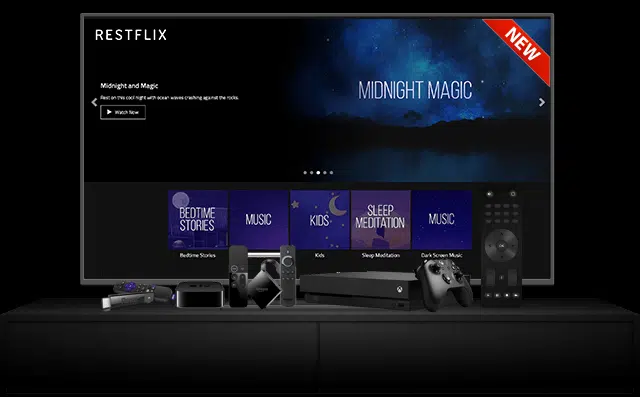 RESTFLIX
NEW
Midnight and Magic
Rest on this cool night with ocean waves crashing against the rocks.
Watch Now
MIDNIGHT MAGIC
BEDTIME
STORIES
MUSIC
KIDS
SLEEP
MEDITATION
MUSIC
Bedtime Stories
Kids
Sleep Meditation
Dark Screen Music